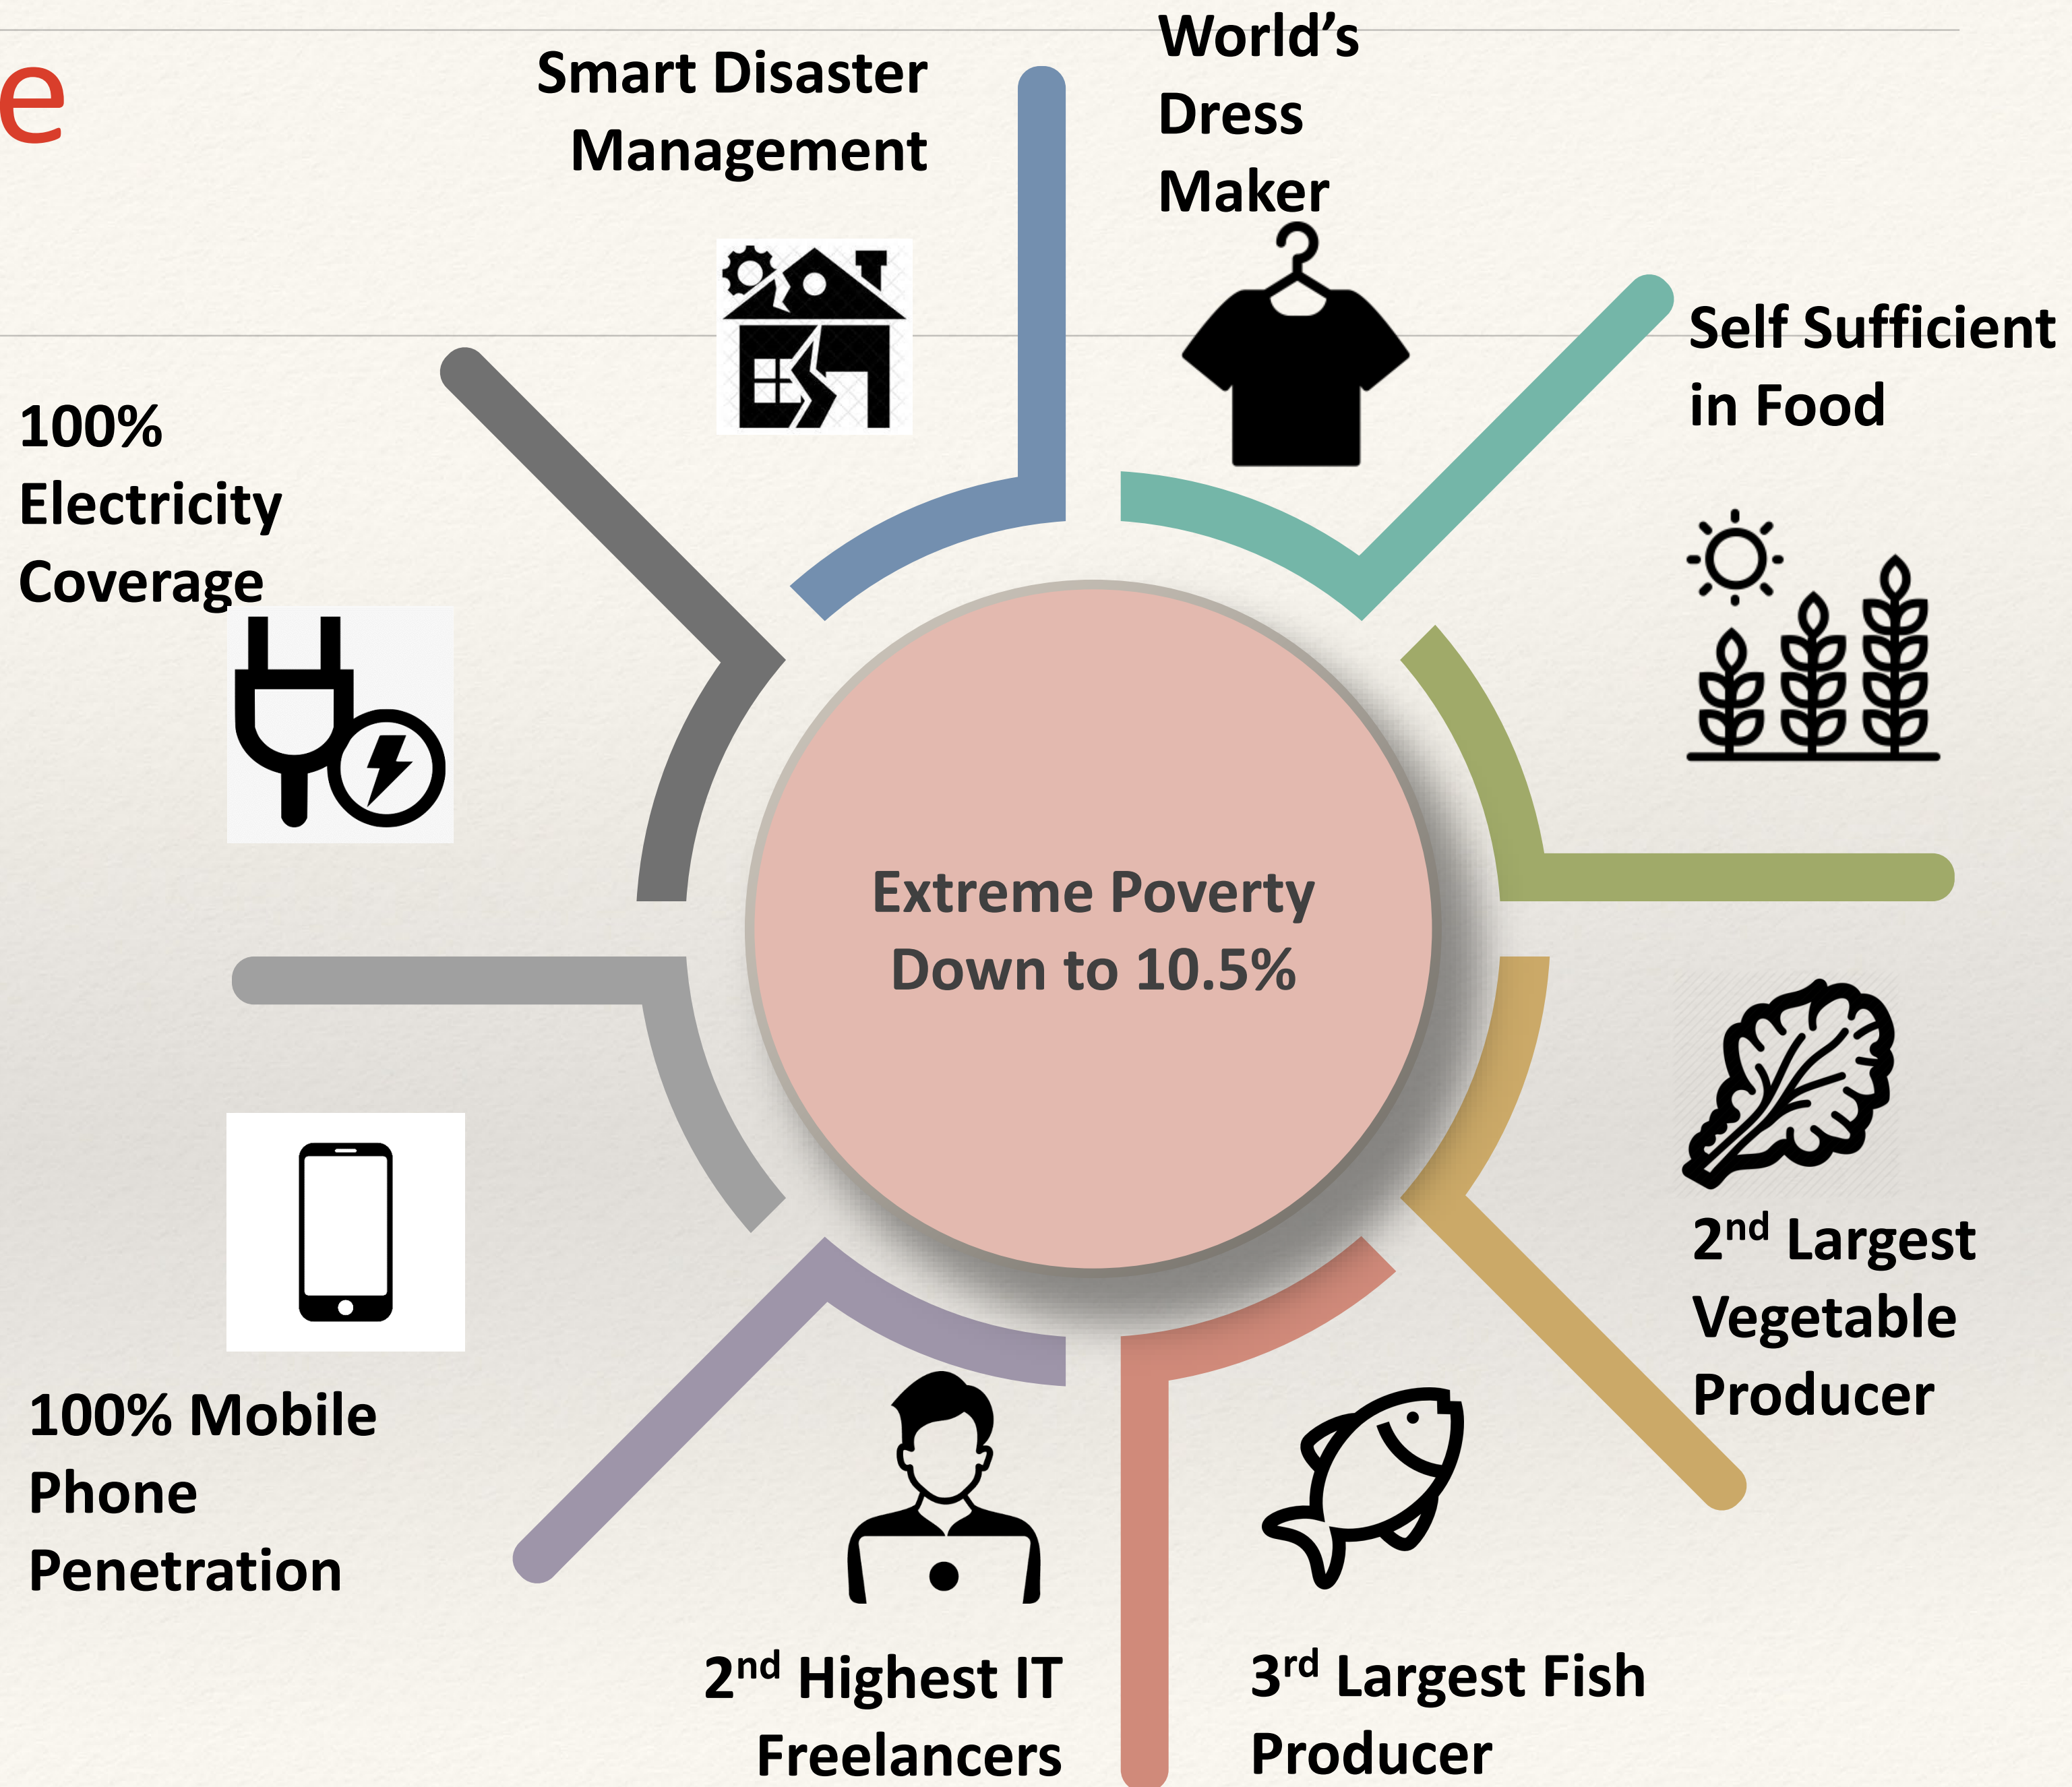 e
Smart Disaster
Management
World’s
Dress
Maker
Self Sufficient
in Food
100%
Electricity
Coverage
Extreme Poverty
Down to 10.5%
2nd Largest
Vegetable
Producer
100% Mobile
Phone
Penetration
2nd Highest IT
Freelancers
3rd Largest Fish
Producer